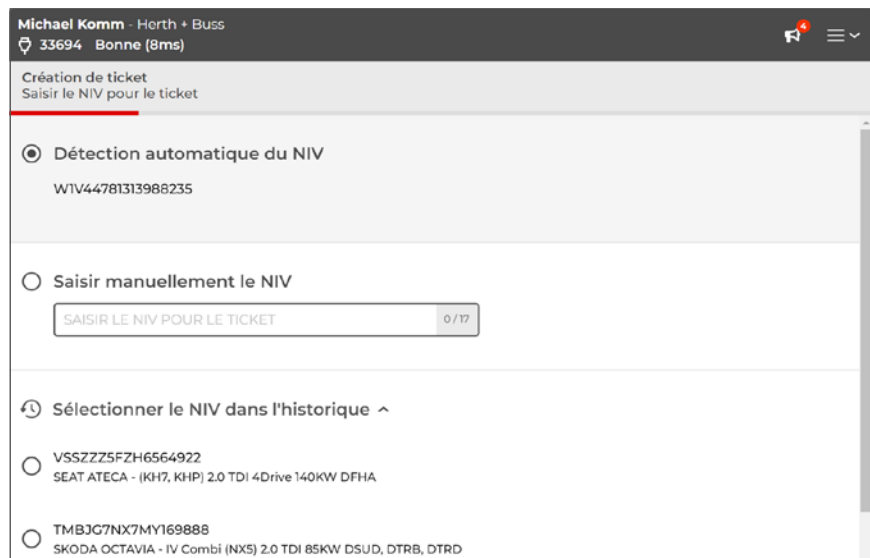 Michael Komm - Herth + Buss
33694 Bonne (8ms)
4
Création de ticket
Saisir le NIV pour le ticket
Détection automatique du NIV
W1V44781313988235
Saisir manuellement le NIV
SAISIR LE NIV POUR LE TICKET 0/17
Sélectionner le NIV dans l'historique
VSSZZZ5FZH6564922
SEAT ATECA - (KH7, KHP) 2.0 TDI 4Drive 140KW DFHA
TMBJG7NX7MY169888
SKODA OCTAVIA - IV Combi (NX5) 2.0 TDI 85KW DSUD, DTRB, DTRD